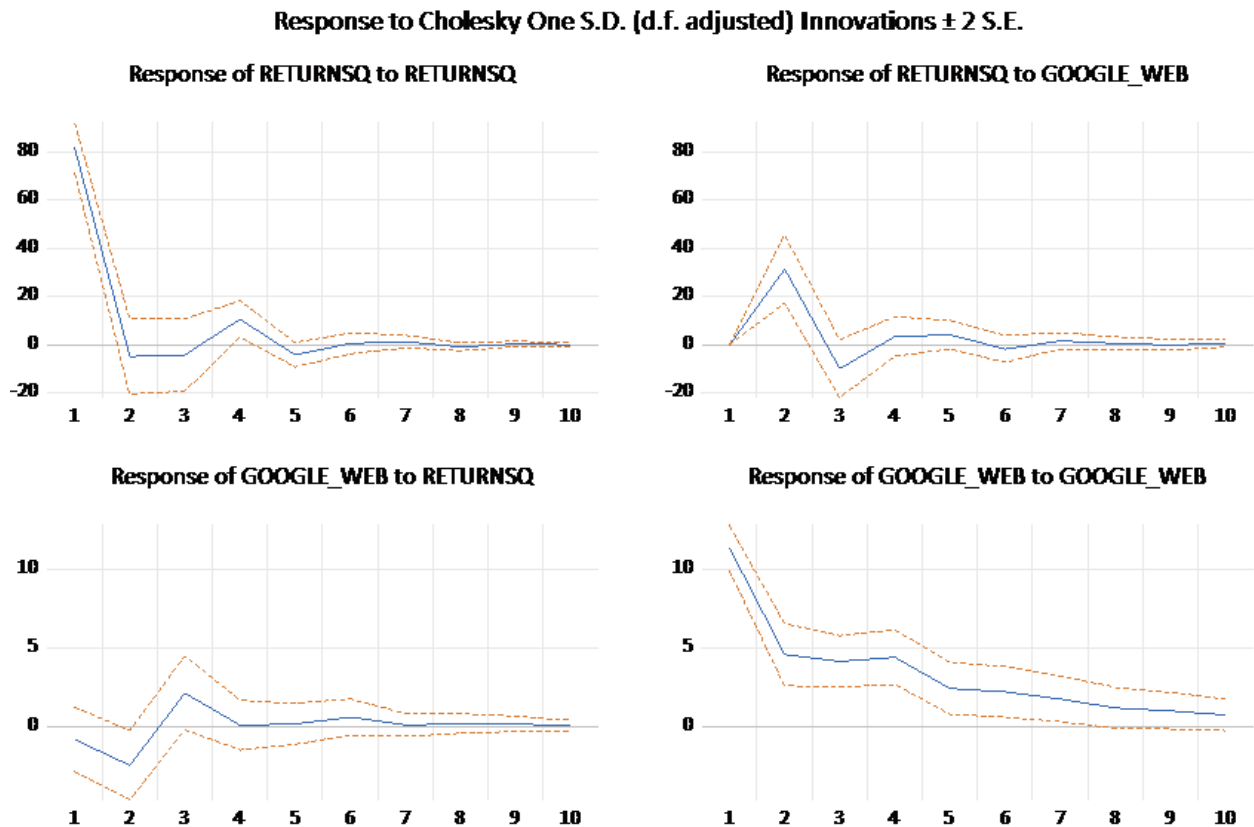 Response to Cholesky One S.D. (d.f. adjusted) Innovations ± 2 S.E.
Response of RETURNSQ to RETURNSQ
80
60
40
20
0
-20
1 2 3 4 5 6 7 8 9 10
Response of RETURNSQ to GOOGLE_WEB
80
60
40
20
0
-20
1 2 3 4 5 6 7 8 9 10
Response of GOOGLE_WEB to RETURNSQ
10
5
0
1 2 3 4 5 6 7 8 9 10
Response of GOOGLE_WEB to GOOGLE_WEB
10
5
0
1 2 3 4 5 6 7 8 9 10